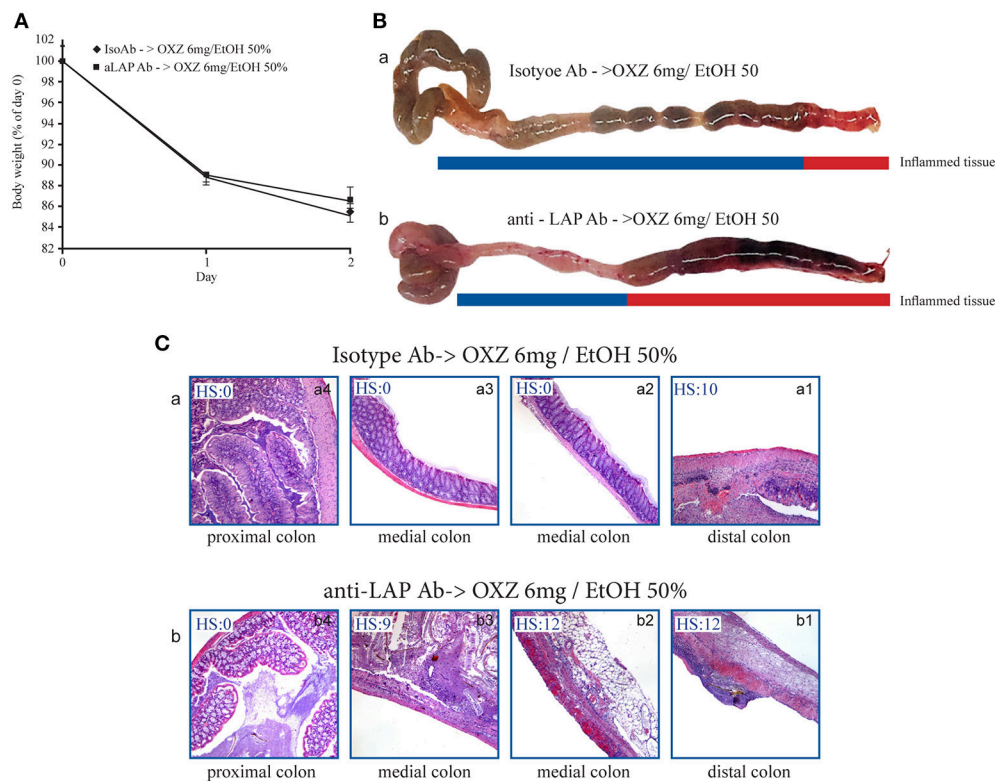 A
102
100
98
96
94
92
90
89
86
84
82
0
1
2
Body weight (% of day 0)
Day
IsoAb - > OXZ 6mg/EtOH 50%
aLAP Ab - > OXZ 6mg/EtOH 50%
B
a
Isotyoe Ab - >OXZ 6mg/ EtOH 50
Inflammed tissue
b
anti - LAP Ab - >OXZ 6mg/ EtOH 50
Inflammed tissue
C
Isotype Ab-> OXZ 6mg / EtOH 50%
a
HS:0 a4
HS:0 a3
HS:0 a2
HS:10 a1
proximal colon
medial colon
medial colon
distal colon
anti-LAP Ab-> OXZ 6mg / EtOH 50%
b
HS:0 b4
HS:9 b3
HS:12 b2
HS:12 b1
proximal colon
medial colon
medial colon
distal colon